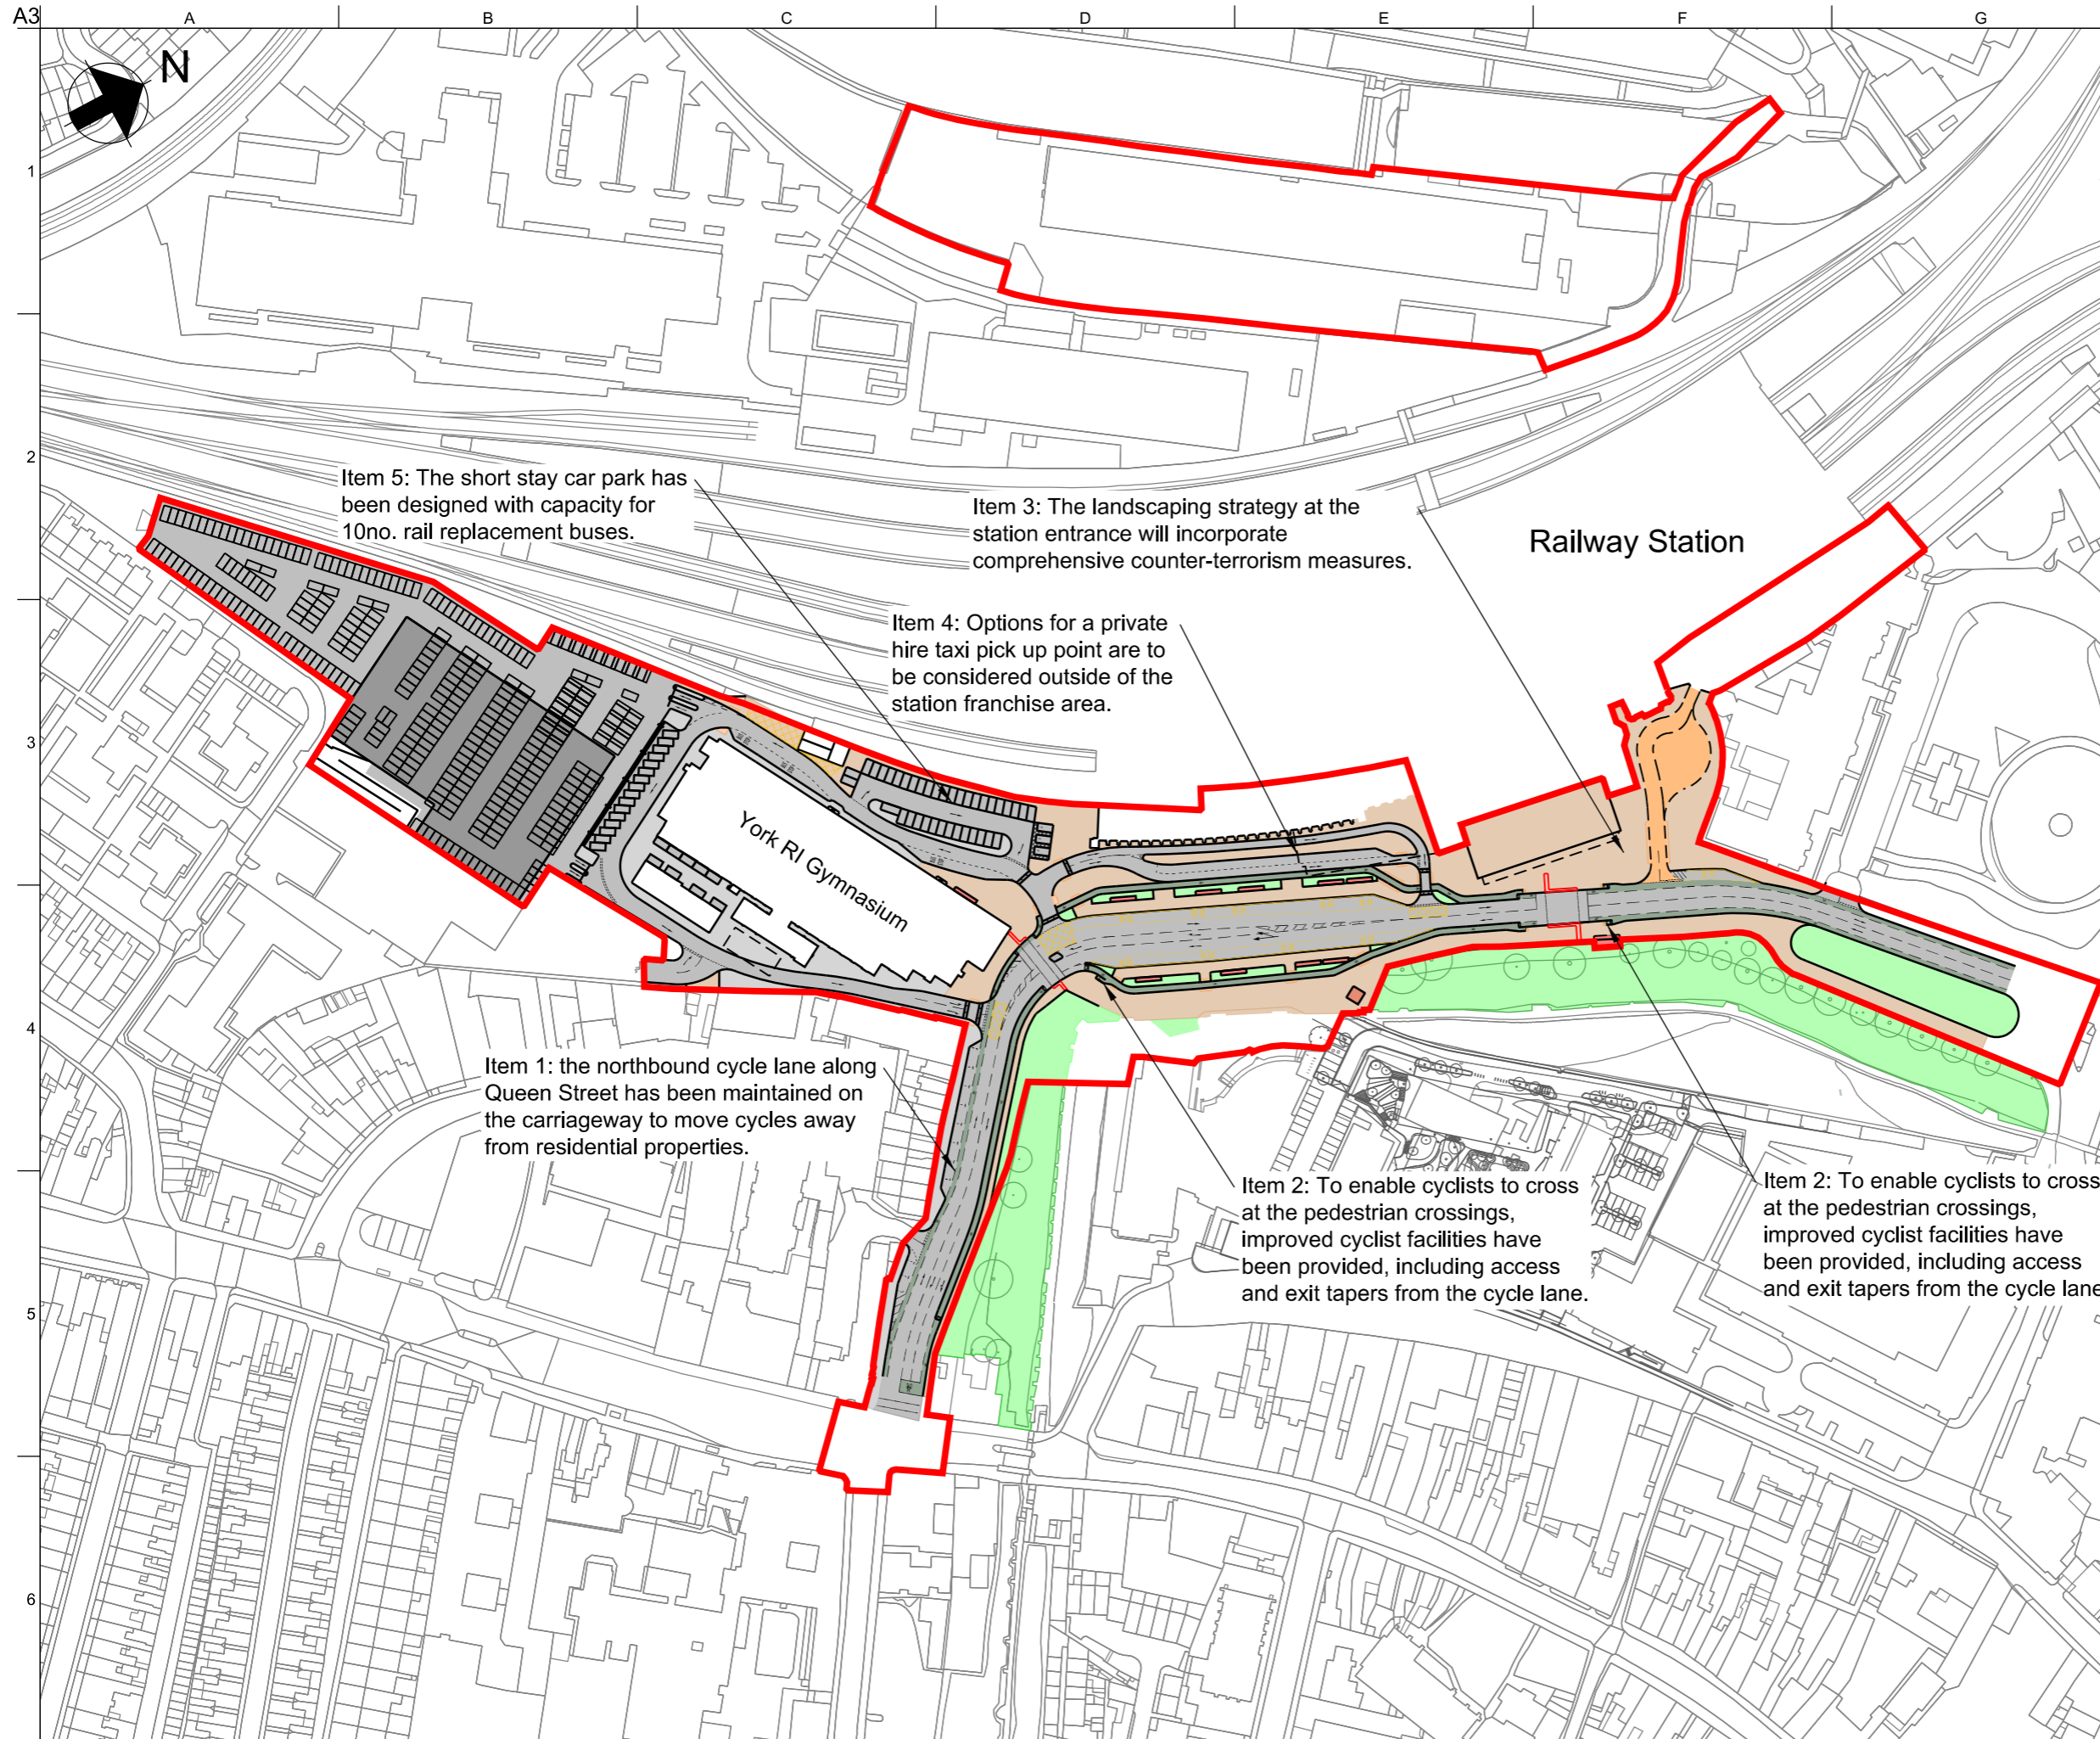 A3
A B C D E F G
N
1
2
3
4
5
6
Item 5: The short stay car park has
been designed with capacity for
10no. rail replacement buses.
Item 3: The landscaping strategy at the
station entrance will incorporate
comprehensive counter-terrorism measures.
Railway Station
Item 4: Options for a private
hire taxi pick up point are to
be considered outside of the
station franchise area.
York RI Gymnasium
Item 1: the northbound cycle lane along
Queen Street has been maintained on
the carriageway to move cycles away
from residential properties.
Item 2: To enable cyclists to cross
at the pedestrian crossings,
improved cyclist facilities have
been provided, including access
and exit tapers from the cycle lane.
Item 2: To enable cyclists to cross
at the pedestrian crossings,
improved cyclist facilities have
been provided, including access
and exit tapers from the cycle lane